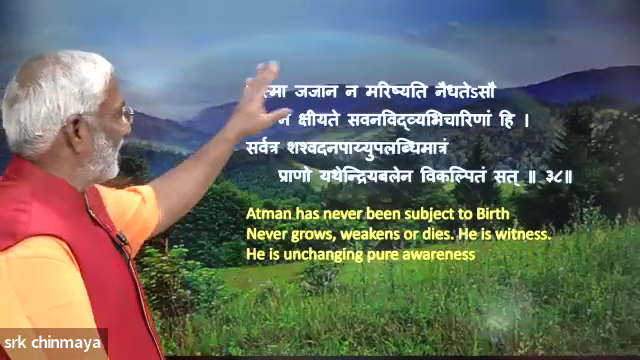 जजान न मरिष्यति नैधतेऽसौ
न क्षीयते सवनविद्व्यभिचारिणां हि ।
सर्वत्र शश्वदनपाय्युपलब्धिमात्रं
प्राणो यथेन्द्रियबलेन विकल्पितं सत् ॥ ३८॥
Atman has never been subject to Birth
Never grows, weakens or dies. He is witness.
He is unchanging pure awareness
srk chinmaya